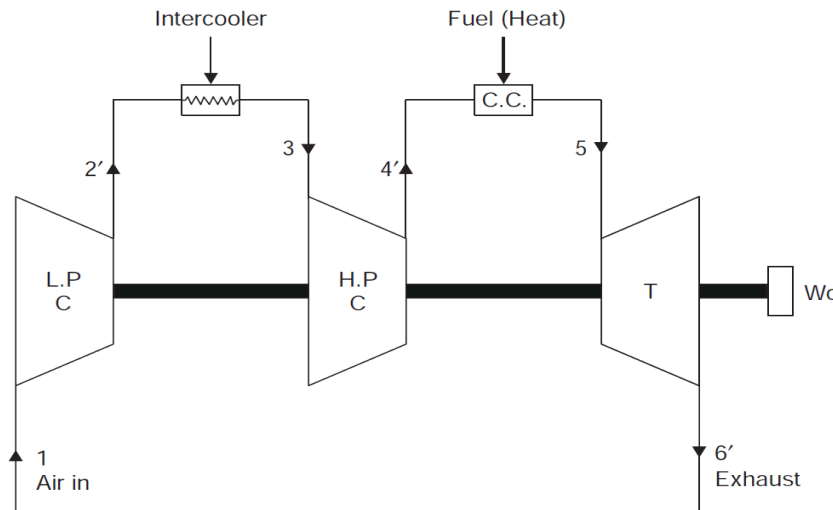 Intercooler
Fuel (Heat)
C.C.
2′
3
4′
5
L.P
C
H.P
C
T
1
Air in
6′
Exhaust